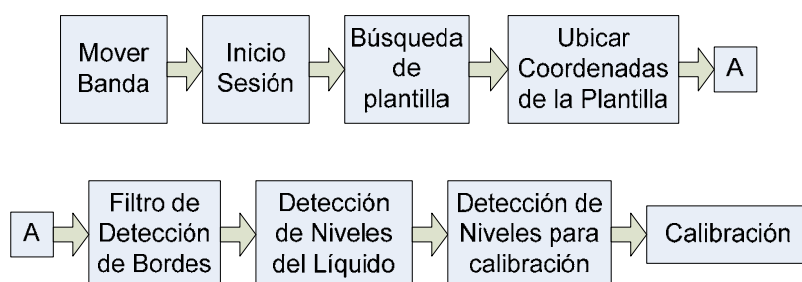 Mover
Banda
Inicio
Sesión
Búsqueda
de
plantilla
Ubicar
Coordenadas
de la Plantilla
A
A
Filtro de
Detección
de Bordes
Detección
de Niveles
del Líquido
Detección de
Niveles para
calibración
Calibración